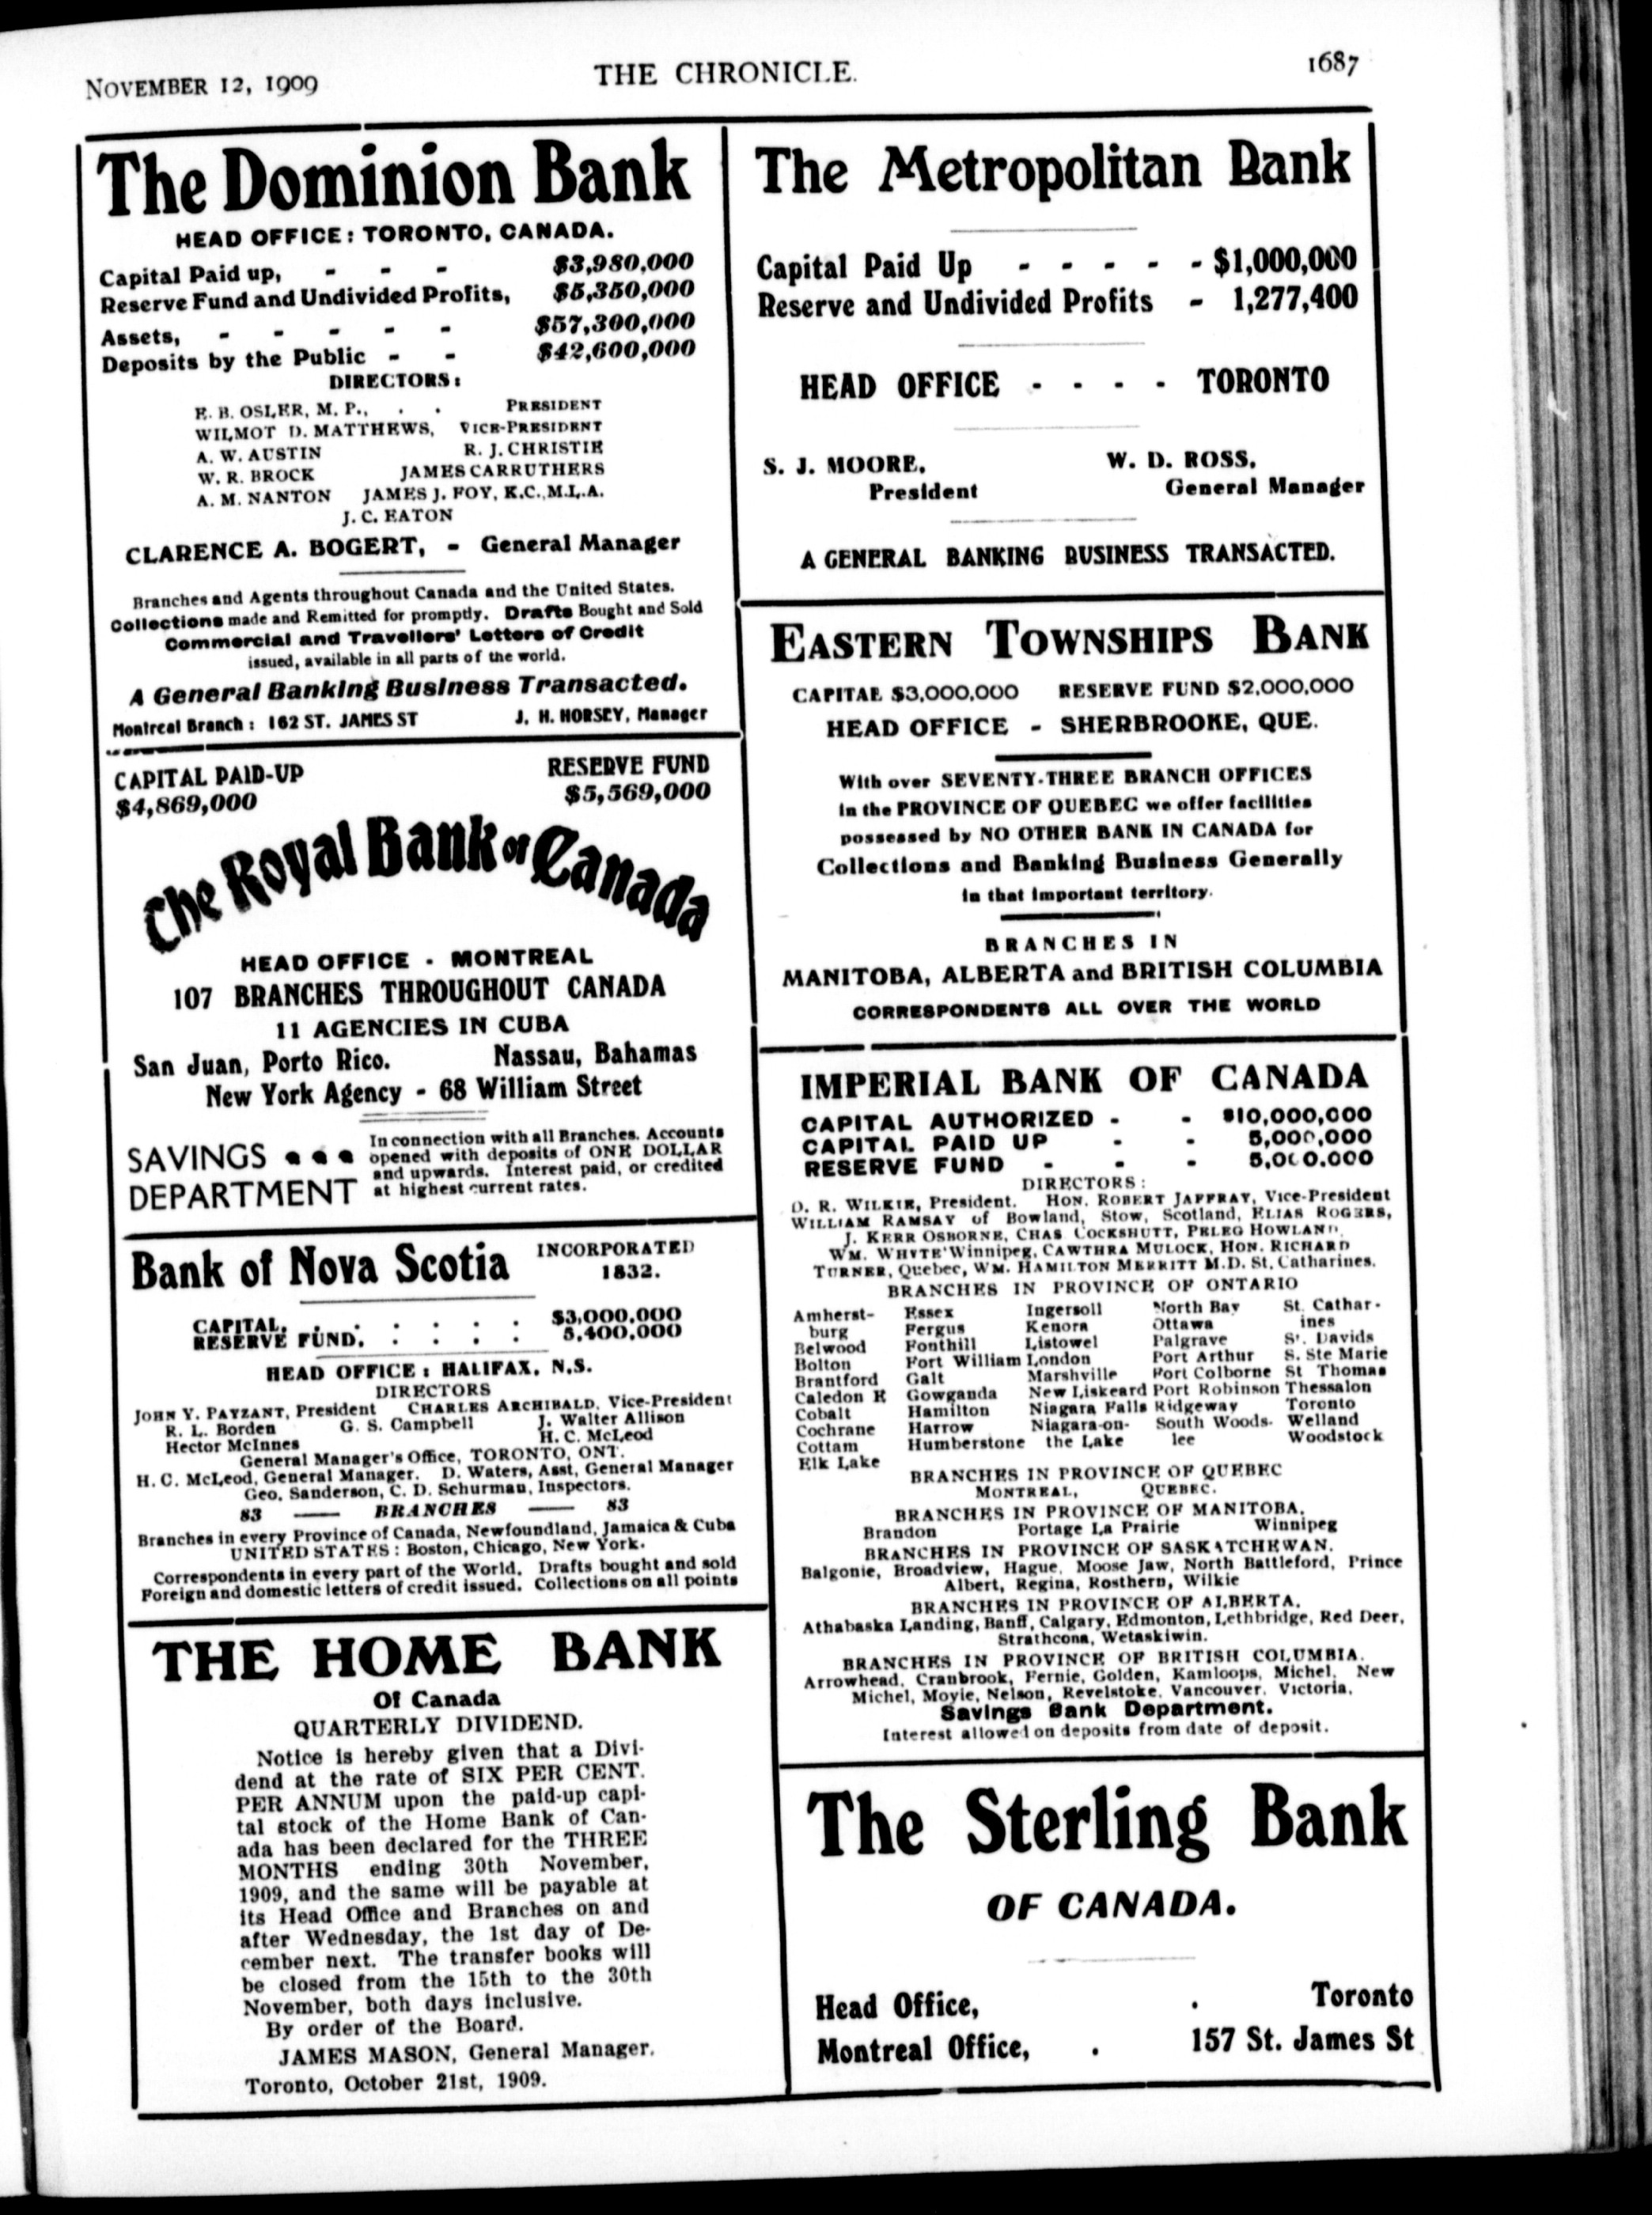 NOVEMBER 12, 1909 THE CHRONICLE. 1687
The Dominion Bank
HEAD OFFICE: TORONTO, CANADA.
Capital Paid up, - - - $3,980,000
Reserve Fund and Undivided Profits, $5,350,000
Assets, - - - - - $57,300,000
Deposits by the Public - - $42,600,000
DIRECTORS:
E. B. OSLER, M. P., . . PRESIDENT
WILMOT D. MATTHEWS, VICE-PRESIDENT
A. W. AUSTIN R. J. CHRISTIE
W. R. BROCK JAMES CARRUTHERS
A. M. NANTON JAMES J. FOY, K.C., M.L.A.
J. C. EATON
CLARENCE A. BOGERT, - General Manager
Branches and Agents throughout Canada and the United States.
Collections made and Remitted for promptly. Drafts Bought and Sold
Commercial and Travellers' Letters of Credit
issued, available in all parts of the world.
A General Banking Business Transacted.
Montreal Branch: 162 ST. JAMES ST J. H. HORSEY, Manager
CAPITAL PAID-UP RESERVE FUND
$4,869,000 $5,569,000
The Royal Bank of Canada
HEAD OFFICE - MONTREAL
107 BRANCHES THROUGHOUT CANADA
11 AGENCIES IN CUBA
San Juan, Porto Rico. Nassau, Bahamas
New York Agency - 68 William Street
SAVINGS DEPARTMENT
In connection with all Branches. Accounts
opened with deposits of ONE DOLLAR
and upwards. Interest paid, or credited
at highest current rates.
Bank of Nova Scotia INCORPORATED
1832.
CAPITAL, . . . . . $3,000,000
RESERVE FUND, : : : : 5,400,000
HEAD OFFICE: HALIFAX, N.S.
DIRECTORS
JOHN Y. PAYZANT, President CHARLES ARCHIBALD, Vice-President
R. L. Borden G. S. Campbell J. Walter Allison
Hector McInnes H. C. McLeod
General Manager's Office, TORONTO, ONT.
H. C. McLeod, General Manager. D. Waters, Asst, General Manager
Geo. Sanderson, C. D. Schurman, Inspectors.
83 —— BRANCHES —— 83
Branches in every Province of Canada, Newfoundland, Jamaica & Cuba
UNITED STATES: Boston, Chicago, New York.
Correspondents in every part of the World. Drafts bought and sold
Foreign and domestic letters of credit issued. Collections on all points
THE HOME BANK
Of Canada
QUARTERLY DIVIDEND.
Notice is hereby given that a Divi-
dend at the rate of SIX PER CENT.
PER ANNUM upon the paid-up capi-
tal stock of the Home Bank of Can-
ada has been declared for the THREE
MONTHS ending 30th November,
1909, and the same will be payable at
its Head Office and Branches on and
after Wednesday, the 1st day of De-
cember next. The transfer books will
be closed from the 15th to the 30th
November, both days inclusive.
By order of the Board.
JAMES MASON, General Manager.
Toronto, October 21st, 1909.
The Metropolitan Bank
Capital Paid Up - - - - - $1,000,000
Reserve and Undivided Profits - 1,277,400
HEAD OFFICE - - - - TORONTO
S. J. MOORE, W. D. ROSS,
President General Manager
A GENERAL BANKING BUSINESS TRANSACTED.
EASTERN TOWNSHIPS BANK
CAPITAL $3,000,000 RESERVE FUND $2,000,000
HEAD OFFICE - SHERBROOKE, QUE.
With over SEVENTY-THREE BRANCH OFFICES
in the PROVINCE OF QUEBEC we offer facilities
possessed by NO OTHER BANK IN CANADA for
Collections and Banking Business Generally
in that important territory.
BRANCHES IN
MANITOBA, ALBERTA and BRITISH COLUMBIA
CORRESPONDENTS ALL OVER THE WORLD
IMPERIAL BANK OF CANADA
CAPITAL AUTHORIZED - - $10,000,000
CAPITAL PAID UP - - 5,000,000
RESERVE FUND - - - 5,000,000
DIRECTORS:
D. R. WILKIE, President. HON. ROBERT JAFFRAY, Vice-President
WILLIAM RAMSAY of Bowland, Stow, Scotland, ELIAS ROGERS,
J. KERR OSBORNE, CHAS COCKSHUTT, PELEG HOWLAND,
WM. WHYTE Winnipeg, CAWTHRA MULOCK, HON. RICHARD
TURNER, Quebec, WM. HAMILTON MERRITT M.D. St. Catharines.
BRANCHES IN PROVINCE OF ONTARIO
Amherst- Essex Ingersoll North Bay St. Cathar-
burg Fergus Kenora Ottawa ines
Belwood Fonthill Listowel Palgrave St. Davids
Bolton Fort William London Port Arthur S. Ste Marie
Brantford Galt Marshville Port Colborne St Thomas
Caledon E Gowganda New Liskeard Port Robinson Thessalon
Cobalt Hamilton Niagara Falls Ridgeway Toronto
Cochrane Harrow Niagara-on- South Woods- Welland
Cottam Humberstone the Lake lee Woodstock
Elk Lake
BRANCHES IN PROVINCE OF QUEBEC
MONTREAL, QUEBEC.
BRANCHES IN PROVINCE OF MANITOBA.
Brandon Portage La Prairie Winnipeg
BRANCHES IN PROVINCE OF SASKATCHEWAN.
Balgonie, Broadview, Hague, Moose Jaw, North Battleford, Prince
Albert, Regina, Rosthern, Wilkie
BRANCHES IN PROVINCE OF ALBERTA.
Athabaska Landing, Banff, Calgary, Edmonton, Lethbridge, Red Deer,
Strathcona, Wetaskiwin.
BRANCHES IN PROVINCE OF BRITISH COLUMBIA.
Arrowhead, Cranbrook, Fernie, Golden, Kamloops, Michel, New
Michel, Moyie, Nelson, Revelstoke, Vancouver, Victoria.
Savings Bank Department.
Interest allowed on deposits from date of deposit.
The Sterling Bank
OF CANADA.
Head Office, . Toronto
Montreal Office, . 157 St. James St